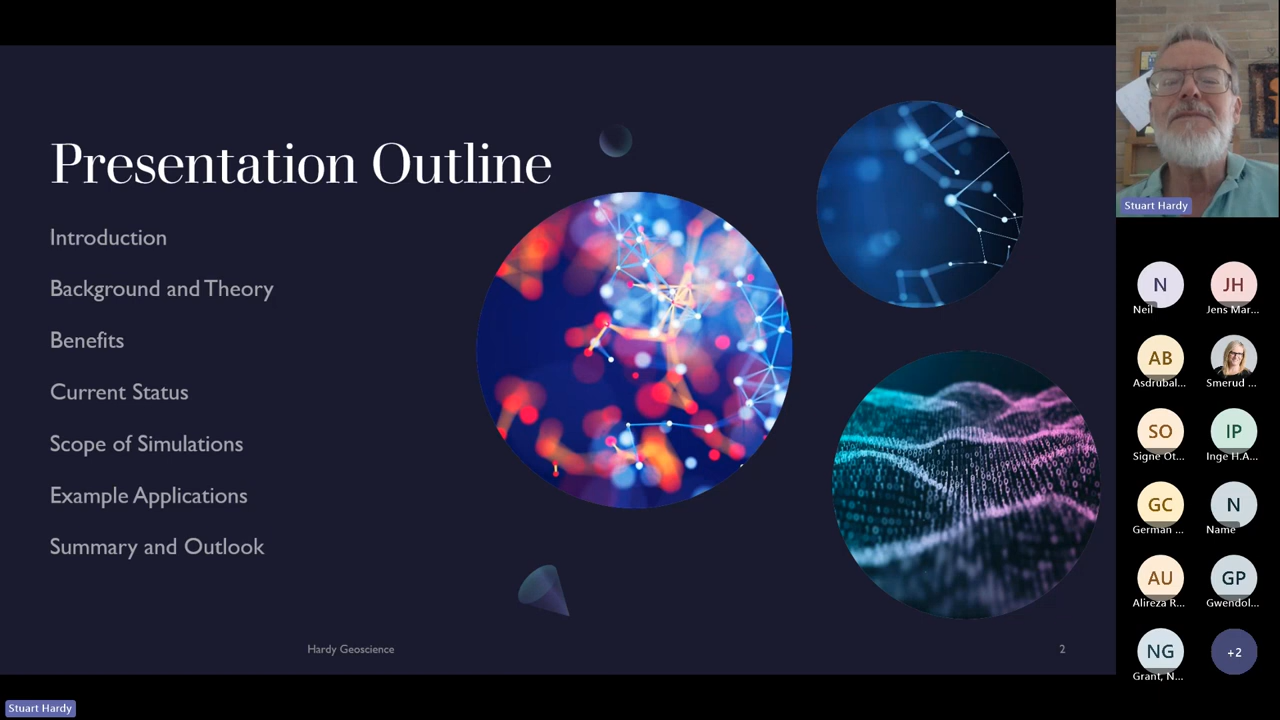 Presentation Outline
Introduction
Background and Theory
Benefits
Current Status
Scope of Simulations
Example Applications
Summary and Outlook
Hardy Geoscience
2
Stuart Hardy
N
Neil
JH
Jens Mar...
AB
Asdrubal...
Smerud ...
SO
Signe Ot...
IP
Inge H.A...
GC
German ...
N
Name
AU
Alireza R...
GP
Gwendol...
NG
Grant, N...
+2
Stuart Hardy